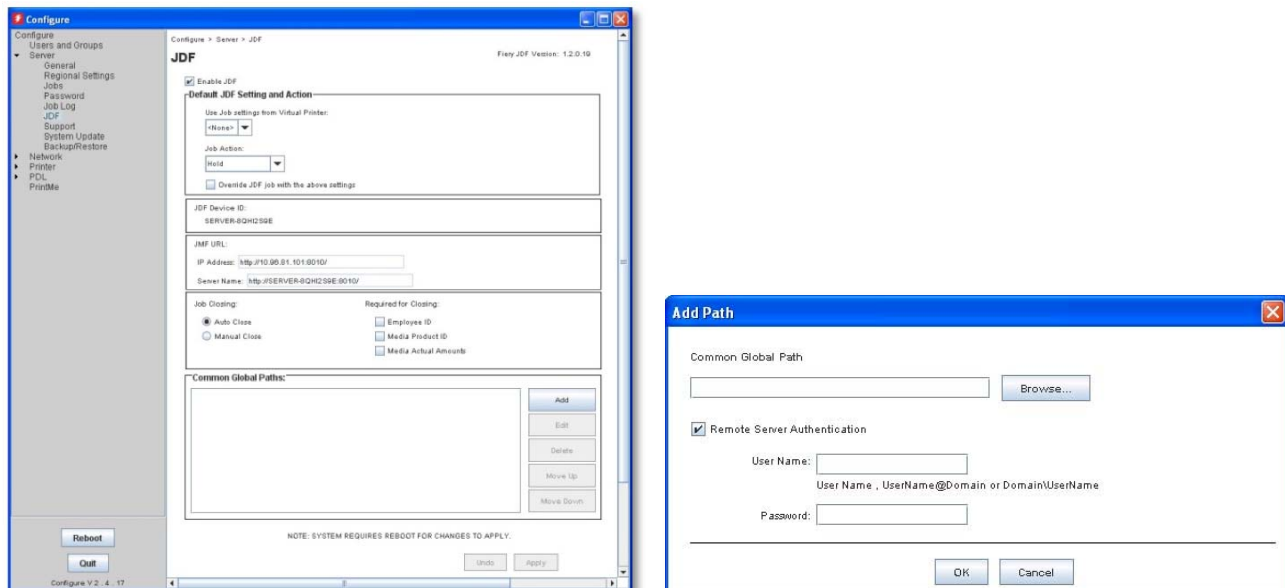 Configure
Configure
Users and Groups
Server
General
Regional Settings
Jobs
Password
Job Log
JDF
Support
System Update
Backup/Restore
Network
Printer
PDL
PrintMe
Reboot
Quit
Configure V 2 . 4 . 17
Configure > Server > JDF
JDF
Fiery JDF Version: 1.2.0.19
Enable JDF
Default JDF Setting and Action
Use Job settings from Virtual Printer:
<None>
Job Action:
Hold
Override JDF job with the above settings
JDF Device ID:
SERVER-8QHI2S9E
JMF URL:
IP Address: http://10.96.81.101:8010/
Server Name: http://SERVER-8QHI2S9E:8010/
Job Closing:
Auto Close
Manual Close
Required for Closing:
Employee ID
Media Product ID
Media Actual Amounts
Common Global Paths:
Add
Edit
Delete
Move Up
Move Down
NOTE: SYSTEM REQUIRES REBOOT FOR CHANGES TO APPLY.
Undo
Apply
Add Path
Common Global Path
Browse...
Remote Server Authentication
User Name:
User Name , UserName@Domain or Domain\UserName
Password:
OK
Cancel